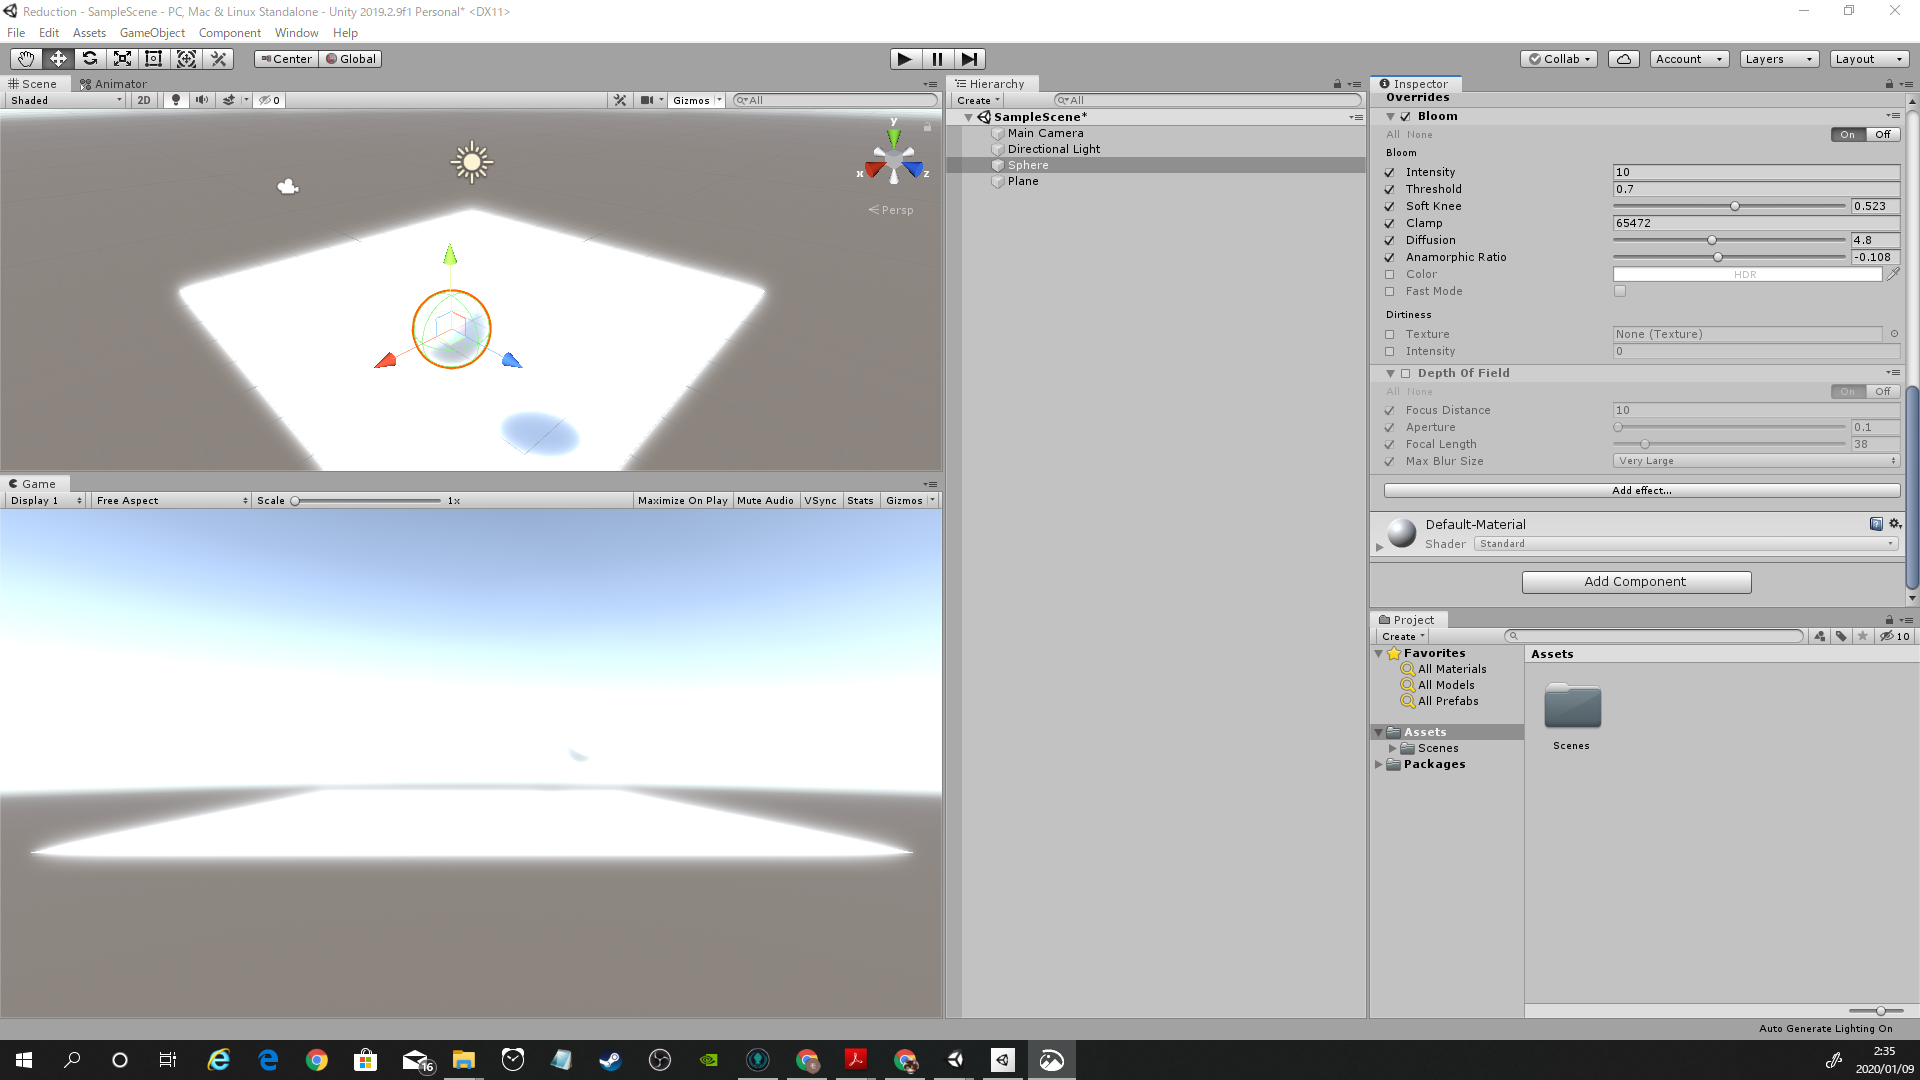 Reduction - SampleScene - PC, Mac & Linux Standalone - Unity 2019.2.9f1 Personal* <DX11>
File Edit Assets GameObject Component Window Help
Center Global Collab Account Layers Layout
Scene Animator
Shaded 2D 0 Gizmos All
y
x z
Persp
Game
Display 1 Free Aspect Scale 1x Maximize On Play Mute Audio VSync Stats Gizmos
Hierarchy
Create All
SampleScene*
Main Camera
Directional Light
Sphere
Plane
Inspector
Overrides
Bloom
All None On Off
Bloom
Intensity 10
Threshold 0.7
Soft Knee 0.523
Clamp 65472
Diffusion 4.8
Anamorphic Ratio -0.108
Color HDR
Fast Mode
Dirtiness
Texture None (Texture)
Intensity 0
Depth Of Field
All None On Off
Focus Distance 10
Aperture 0.1
Focal Length 38
Max Blur Size Very Large
Add effect...
Default-Material
Shader Standard
Add Component
Project
Create 10
Favorites
All Materials
All Models
All Prefabs
Assets
Scenes
Packages
Assets
Scenes
Auto Generate Lighting On
16
2:35
2020/01/09